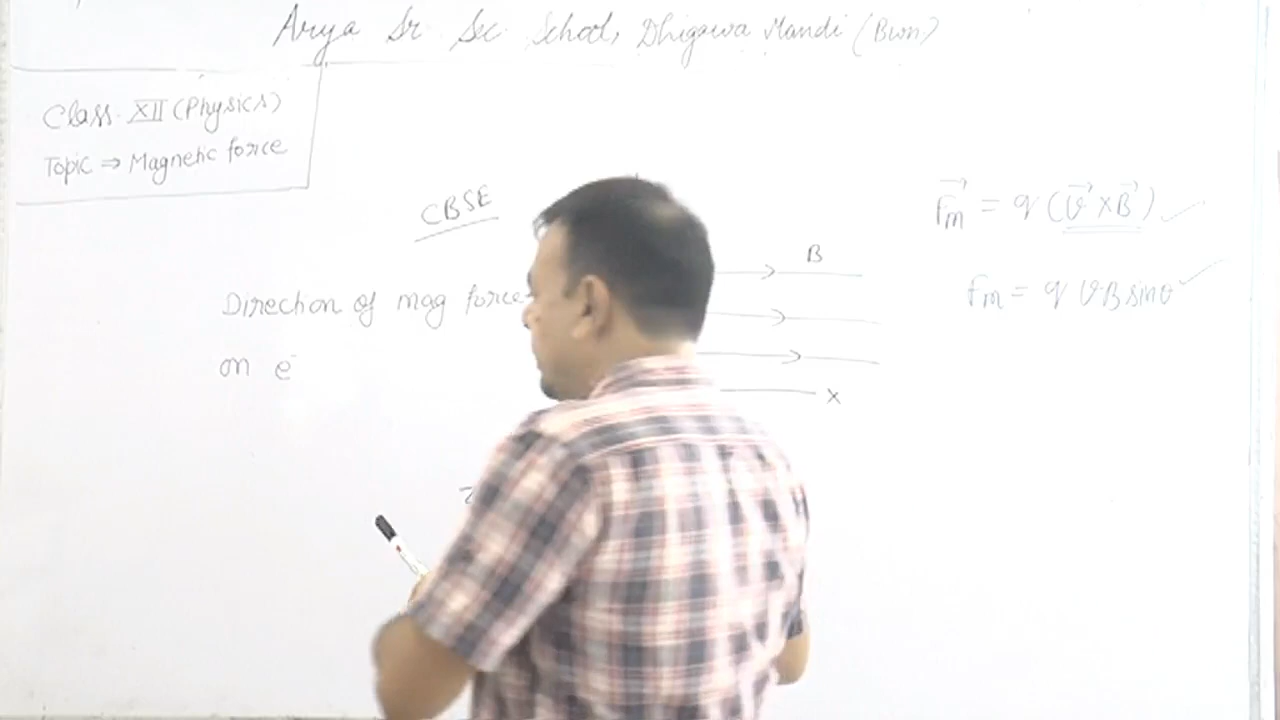 Arya Sr. Sec. School, Dhigawa Mandi (Bwn)
Class-XII (Physics)
Topic ⇒ Magnetic force
CBSE
Direction of mag force
on e⁻
B
x
z
F⃗m = q (v⃗ × B⃗) ✓
Fm = q v B sinθ ✓